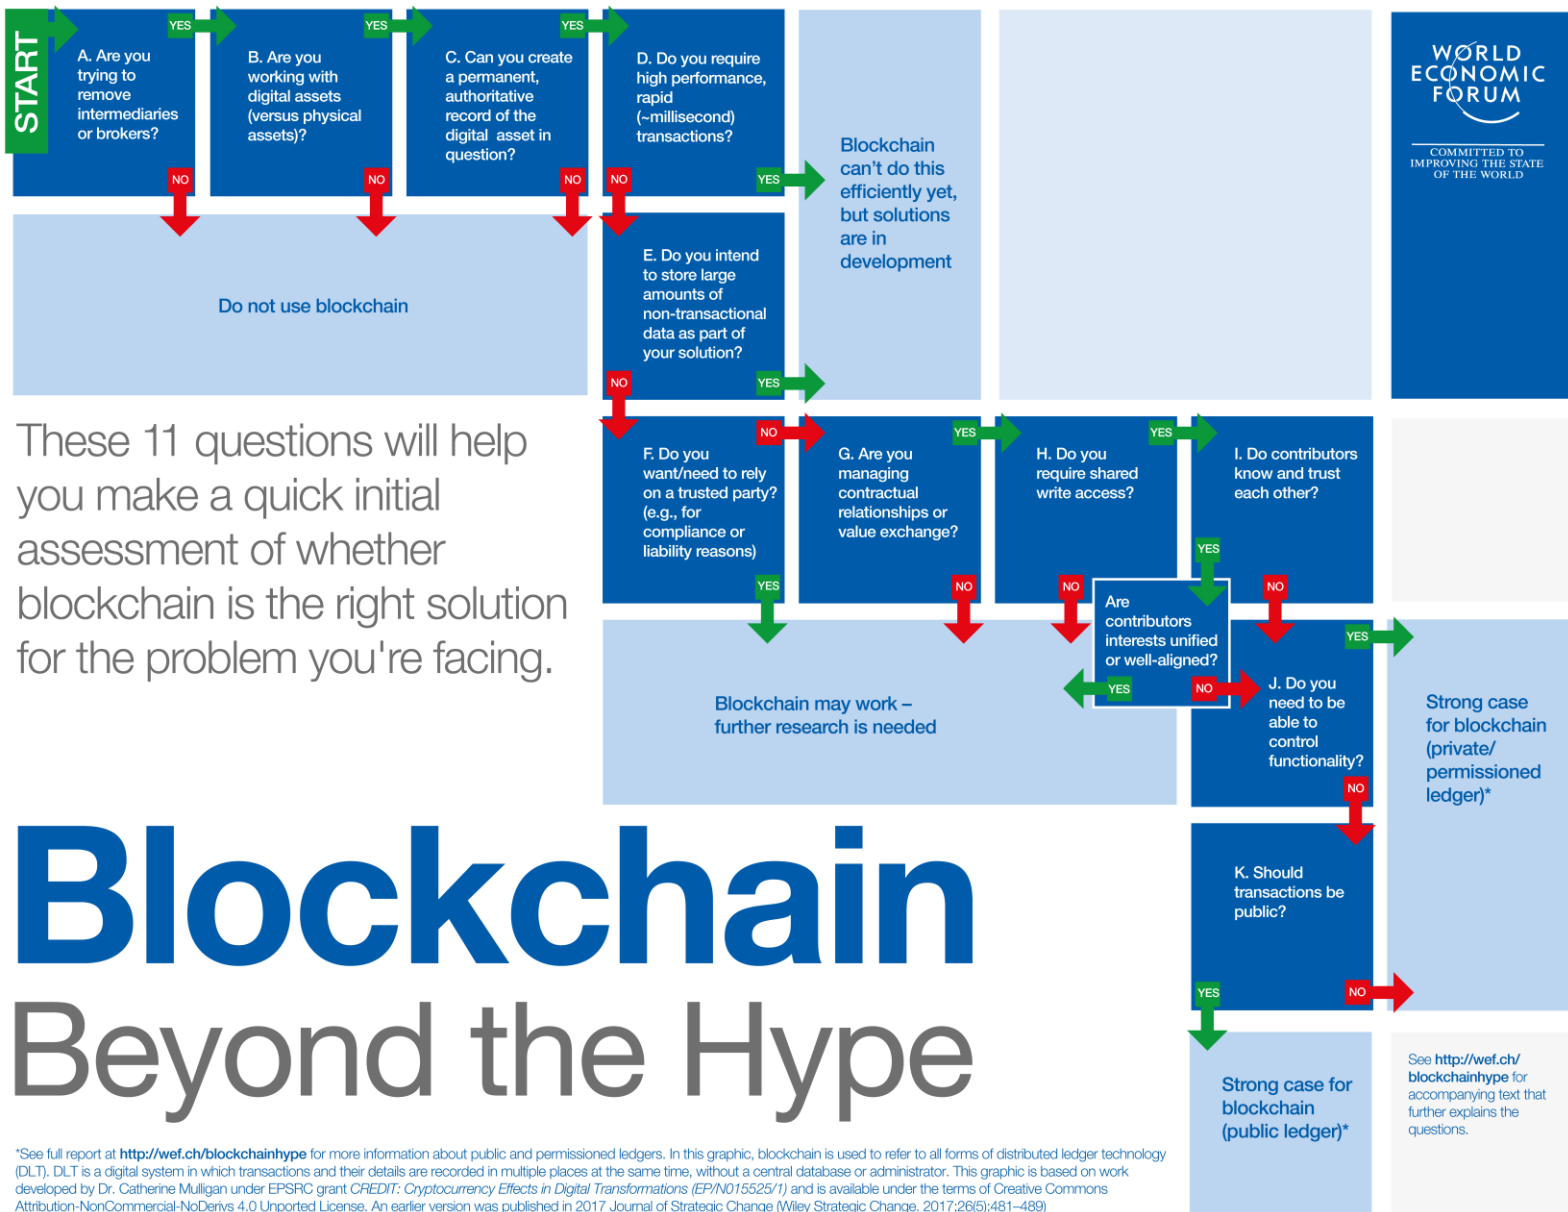 START
A. Are you
trying to
remove
intermediaries
or brokers?
YES
NO
B. Are you
working with
digital assets
(versus physical
assets)?
YES
NO
C. Can you create
a permanent,
authoritative
record of the
digital asset in
question?
YES
NO
D. Do you require
high performance,
rapid
(~millisecond)
transactions?
NO
YES
Blockchain
can't do this
efficiently yet,
but solutions
are in
development
WORLD
ECONOMIC
FORUM
COMMITTED TO
IMPROVING THE STATE
OF THE WORLD
Do not use blockchain
E. Do you intend
to store large
amounts of
non-transactional
data as part of
your solution?
NO
YES
These 11 questions will help
you make a quick initial
assessment of whether
blockchain is the right solution
for the problem you're facing.
F. Do you
want/need to rely
on a trusted party?
(e.g., for
compliance or
liability reasons)
NO
YES
G. Are you
managing
contractual
relationships or
value exchange?
YES
NO
H. Do you
require shared
write access?
YES
NO
I. Do contributors
know and trust
each other?
YES
NO
Are
contributors
interests unified
or well-aligned?
YES
NO
Blockchain may work –
further research is needed
J. Do you
need to be
able to
control
functionality?
YES
NO
Strong case
for blockchain
(private/
permissioned
ledger)*
K. Should
transactions be
public?
YES
NO
Blockchain
Beyond the Hype
Strong case for
blockchain
(public ledger)*
See http://wef.ch/
blockchainhype for
accompanying text that
further explains the
questions.
*See full report at http://wef.ch/blockchainhype for more information about public and permissioned ledgers. In this graphic, blockchain is used to refer to all forms of distributed ledger technology
(DLT). DLT is a digital system in which transactions and their details are recorded in multiple places at the same time, without a central database or administrator. This graphic is based on work
developed by Dr. Catherine Mulligan under EPSRC grant CREDIT: Cryptocurrency Effects in Digital Transformations (EP/N015525/1) and is available under the terms of Creative Commons
Attribution-NonCommercial-NoDerivs 4.0 Unported License. An earlier version was published in 2017 Journal of Strategic Change (Wiley Strategic Change. 2017;26(5):481–489)